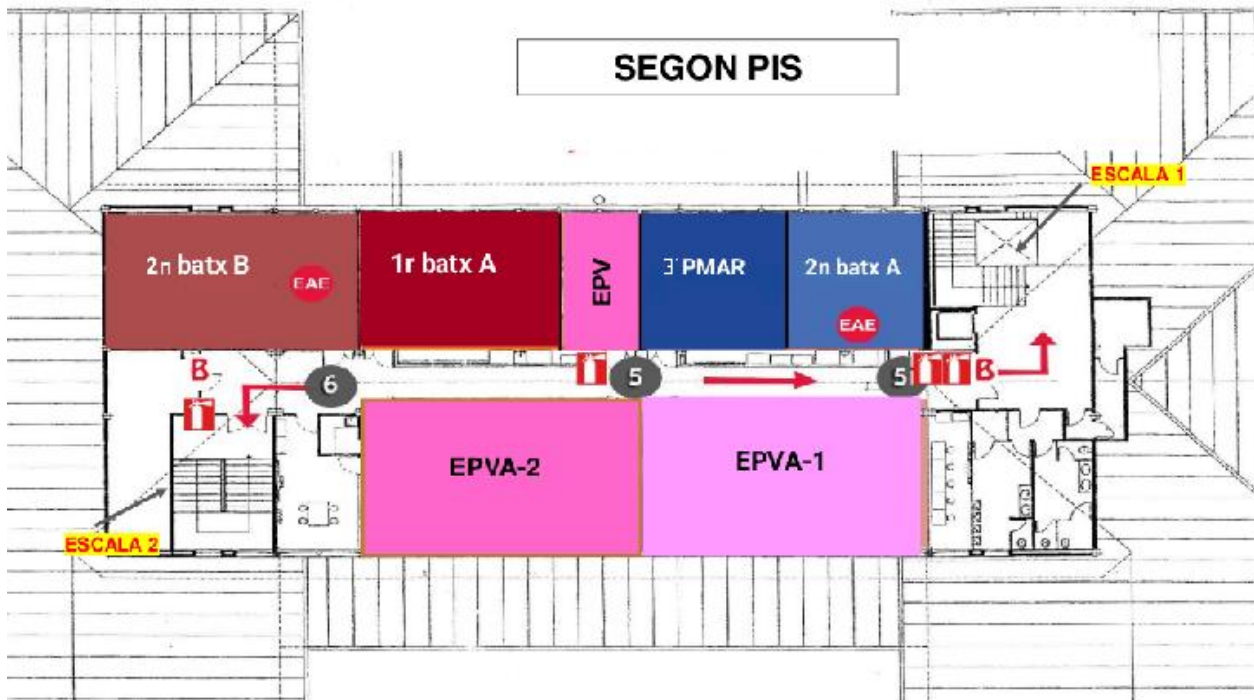 SEGON PIS
ESCALA 1
2n batx B
EAE
1r batx A
EPV
PMAR
2n batx A
EAE
B
6
5
5
B
EPVA-2
EPVA-1
ESCALA 2